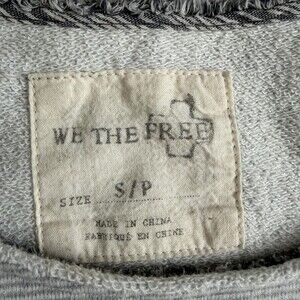 WE THE FREE
SIZE S/P
MADE IN CHINA
FABRIQUÉ EN CHINE